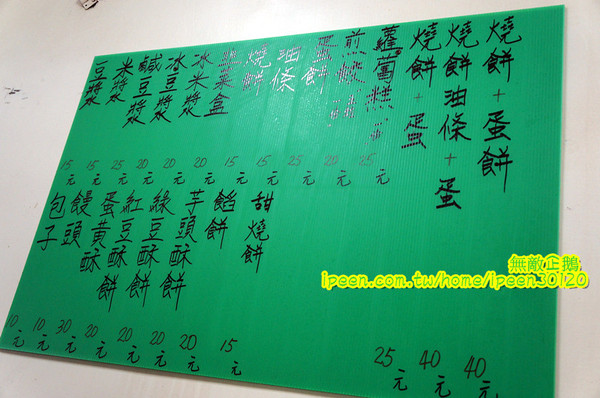 燒餅+蛋餅 40元
燒餅油條+蛋 40元
燒餅+蛋 25元
蘿蔔糕 25元
煎 20元
蛋餅 25元
油條 15元
燒餅 15元
韭菜盒 20元
冰米漿 20元
冰豆漿 20元
鹹豆漿 25元
米漿 15元
豆漿 15元
甜燒餅 15元
餡餅 20元
芋頭酥餅 20元
綠豆酥餅 20元
紅豆酥餅 20元
蛋黃酥餅 30元
饅頭 10元
包子 10元
無敵企鵝
ipeen.com.tw/home/ipeen30120